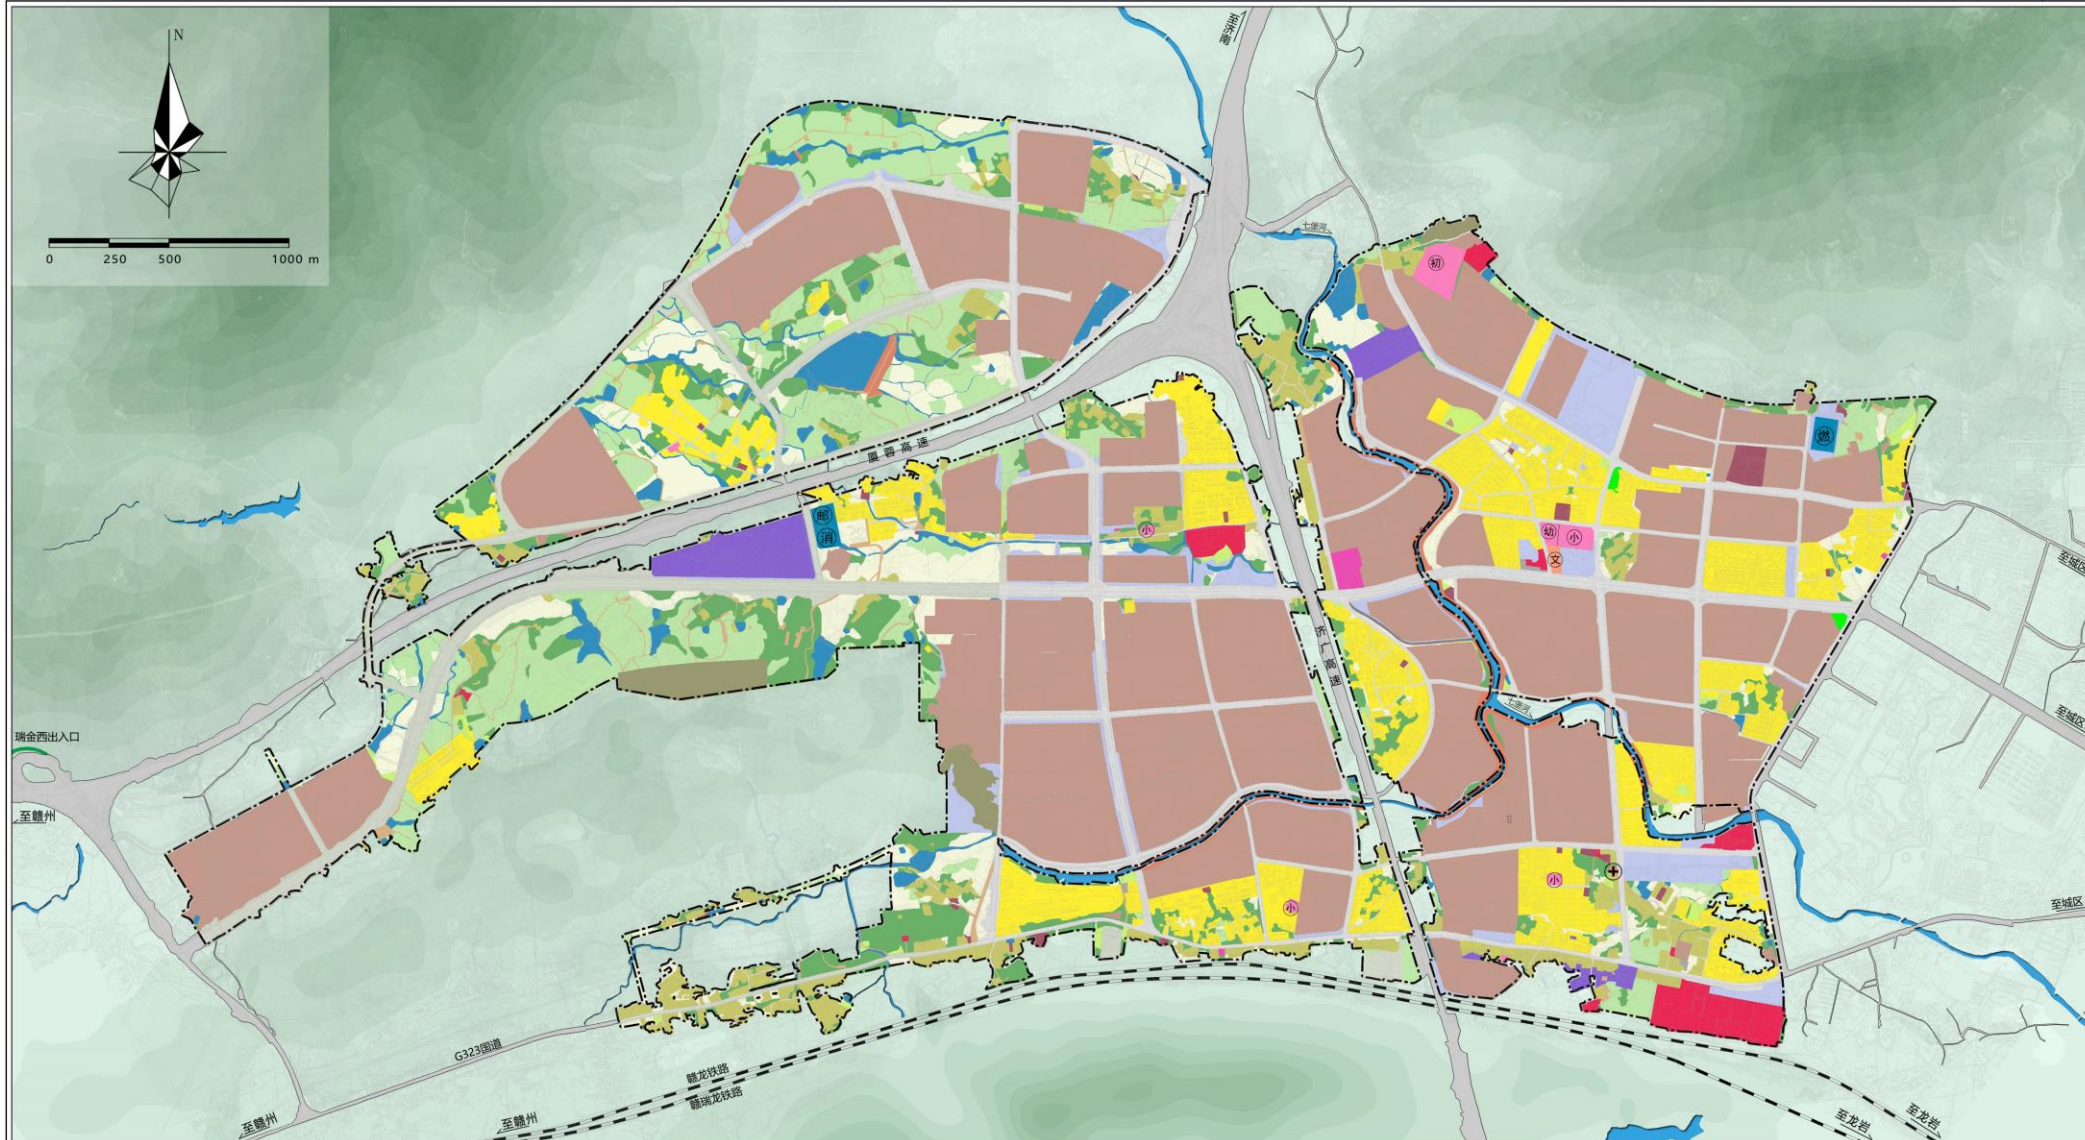 N
0 250 500 1000 m
至济南
七堡河
初
厦蓉高速
燃
邮
消
小
幼
小
文
至城区
济广高速
七堡河
至城区
瑞金西出入口
至赣州
小
小
至城区
G323国道
赣龙铁路
赣瑞龙铁路
至赣州
至赣州
至龙岩
至龙岩